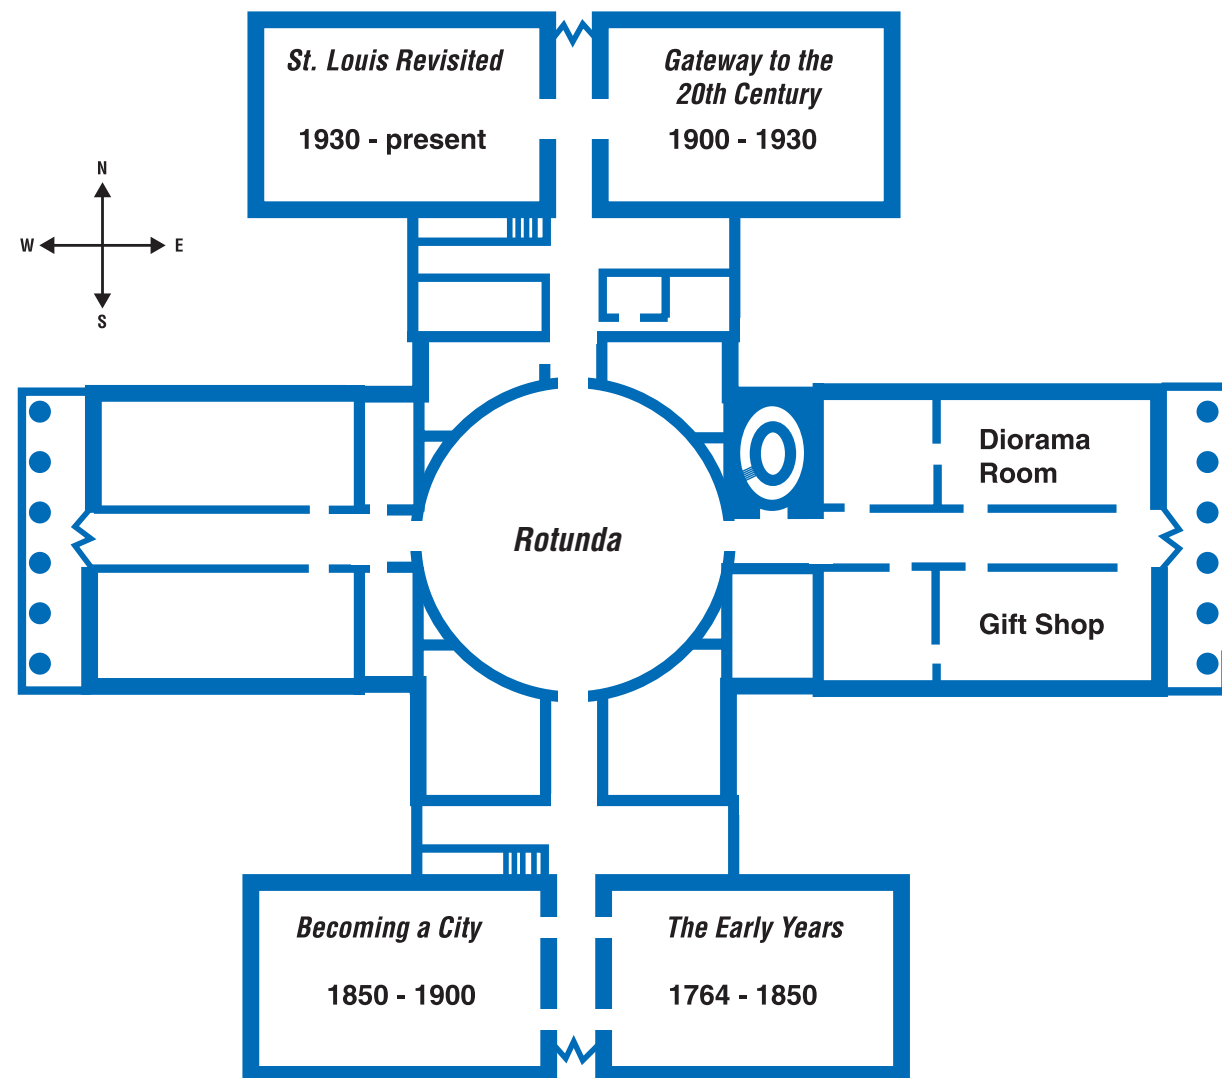 St. Louis Revisited
1930 - present
Gateway to the
20th Century
1900 - 1930
N
W
E
S
Diorama
Room
Rotunda
Gift Shop
Becoming a City
1850 - 1900
The Early Years
1764 - 1850